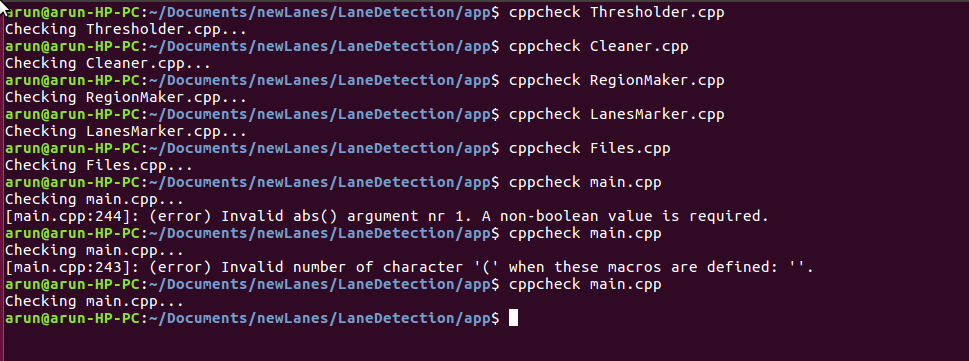 arun@arun-HP-PC:~/Documents/newLanes/LaneDetection/app$ cppcheck Thresholder.cpp
Checking Thresholder.cpp...
arun@arun-HP-PC:~/Documents/newLanes/LaneDetection/app$ cppcheck Cleaner.cpp
Checking Cleaner.cpp...
arun@arun-HP-PC:~/Documents/newLanes/LaneDetection/app$ cppcheck RegionMaker.cpp
Checking RegionMaker.cpp...
arun@arun-HP-PC:~/Documents/newLanes/LaneDetection/app$ cppcheck LanesMarker.cpp
Checking LanesMarker.cpp...
arun@arun-HP-PC:~/Documents/newLanes/LaneDetection/app$ cppcheck Files.cpp
Checking Files.cpp...
arun@arun-HP-PC:~/Documents/newLanes/LaneDetection/app$ cppcheck main.cpp
Checking main.cpp...
[main.cpp:244]: (error) Invalid abs() argument nr 1. A non-boolean value is required.
arun@arun-HP-PC:~/Documents/newLanes/LaneDetection/app$ cppcheck main.cpp
Checking main.cpp...
[main.cpp:243]: (error) Invalid number of character '(' when these macros are defined: ''.
arun@arun-HP-PC:~/Documents/newLanes/LaneDetection/app$ cppcheck main.cpp
Checking main.cpp...
arun@arun-HP-PC:~/Documents/newLanes/LaneDetection/app$